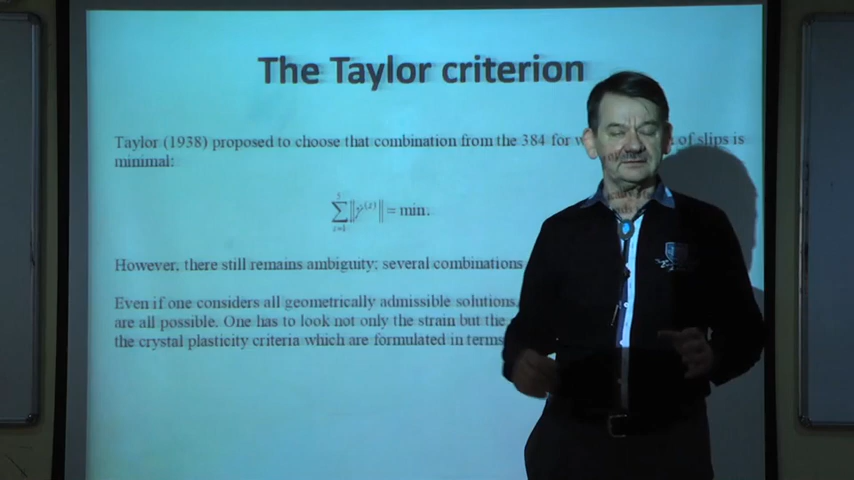 The Taylor criterion
Taylor (1938) proposed to choose that combination from the 384 for of slips is
minimal:
5
∑ ‖γ̇⁽ˢ⁾‖ = min.
s=1
However, there still remains ambiguity; several combinations
Even if one considers all geometrically admissible solutions,
are all possible. One has to look not only the strain but the
the crystal plasticity criteria which are formulated in terms